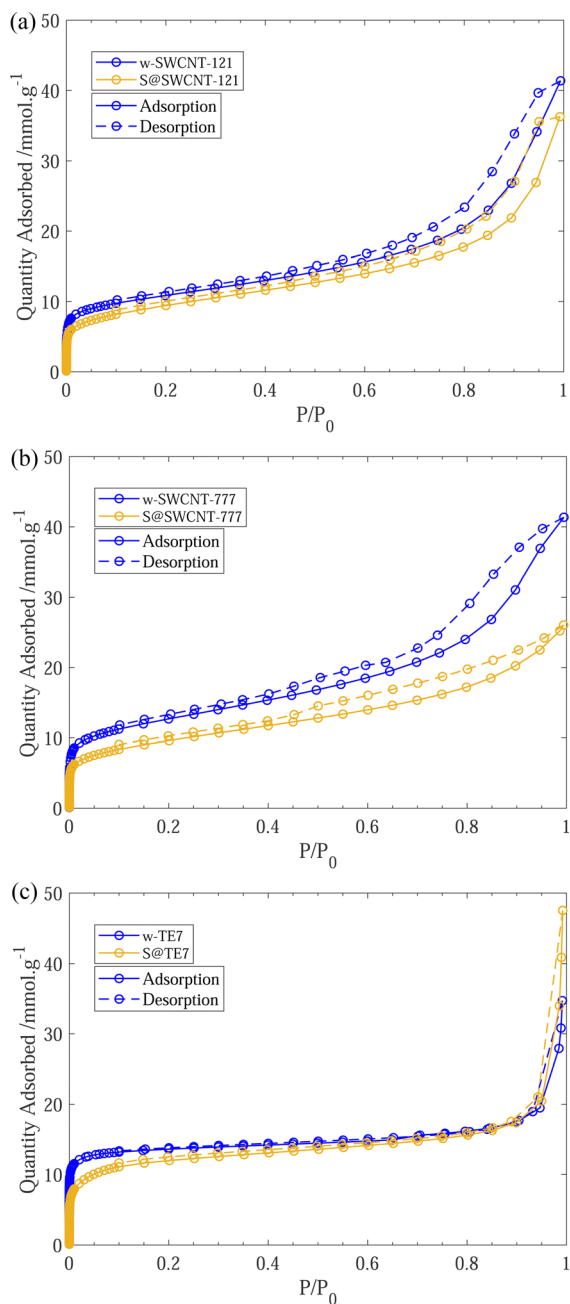 (a)
50
40
30
20
10
0
Quantity Adsorbed /mmol.g⁻¹
w-SWCNT-121
S@SWCNT-121
Adsorption
Desorption
0 0.2 0.4 0.6 0.8 1
P/P₀
(b)
50
40
30
20
10
0
Quantity Adsorbed /mmol.g⁻¹
w-SWCNT-777
S@SWCNT-777
Adsorption
Desorption
0 0.2 0.4 0.6 0.8 1
P/P₀
(c)
50
40
30
20
10
0
Quantity Adsorbed /mmol.g⁻¹
w-TE7
S@TE7
Adsorption
Desorption
0 0.2 0.4 0.6 0.8 1
P/P₀